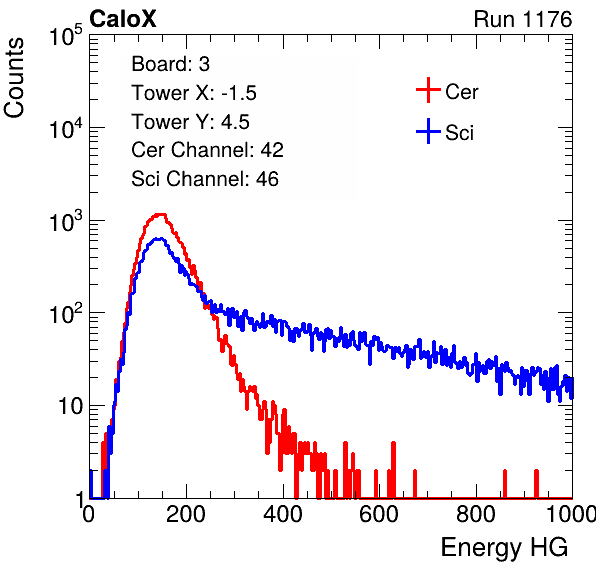 CaloX Run 1176
Counts
10^5
10^4
10^3
10^2
10
1
Board: 3
Tower X: -1.5
Tower Y: 4.5
Cer Channel: 42
Sci Channel: 46
Cer
Sci
0 200 400 600 800 1000
Energy HG